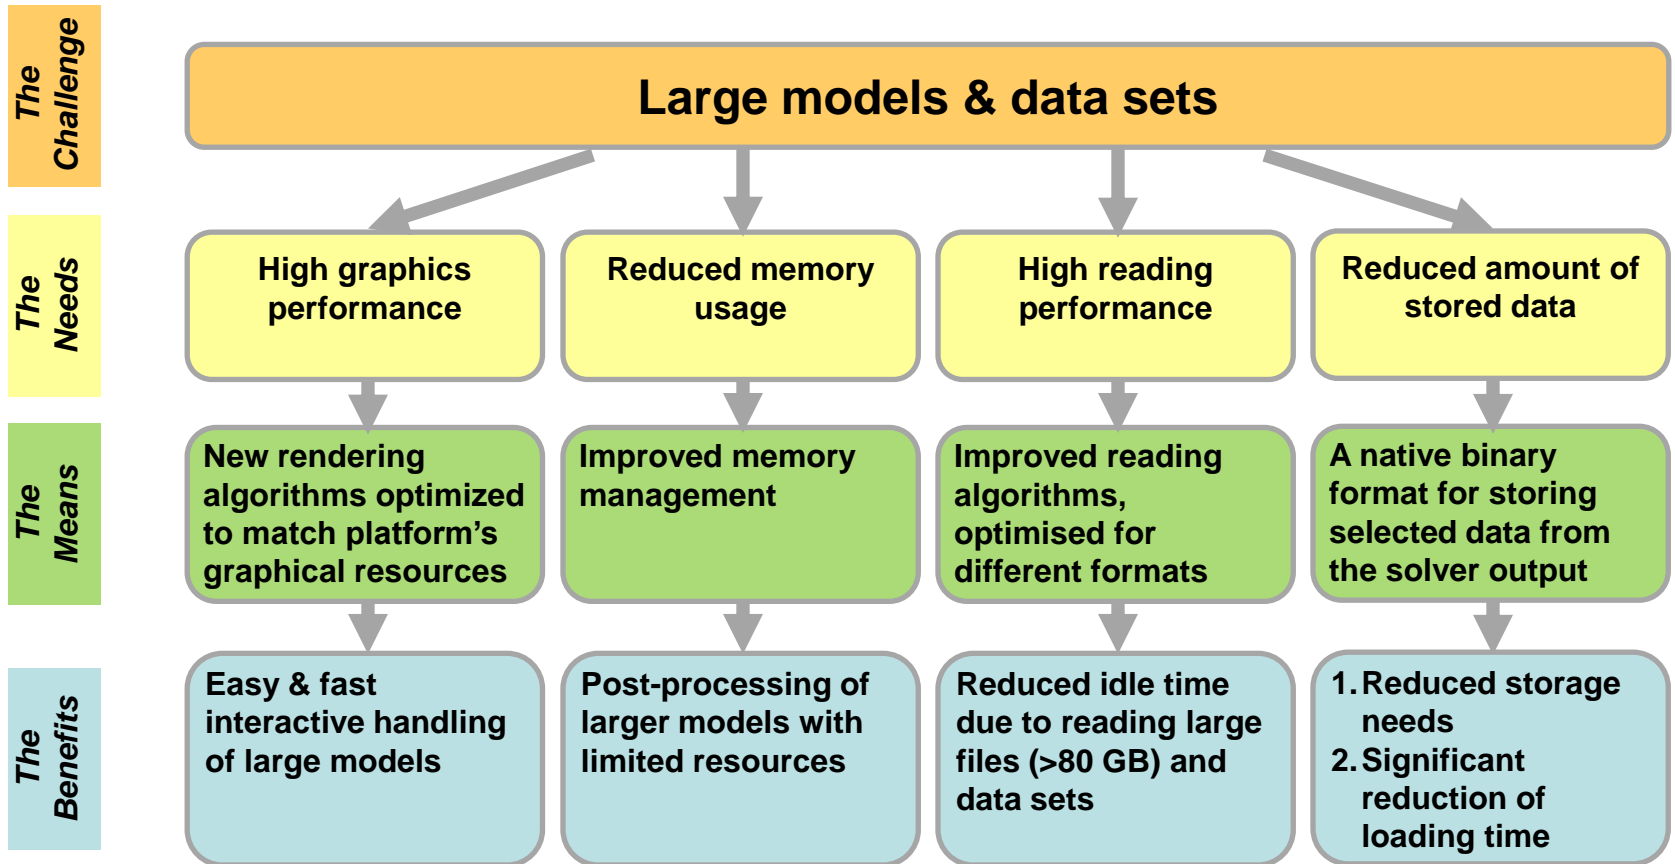 The
Challenge
Large models & data sets
The
Needs
High graphics
performance
Reduced memory
usage
High reading
performance
Reduced amount of
stored data
The
Means
New rendering
algorithms optimized
to match platform’s
graphical resources
Improved memory
management
Improved reading
algorithms,
optimised for
different formats
A native binary
format for storing
selected data from
the solver output
The
Benefits
Easy & fast
interactive handling
of large models
Post-processing of
larger models with
limited resources
Reduced idle time
due to reading large
files (>80 GB) and
data sets
1. Reduced storage
needs
2. Significant
reduction of
loading time